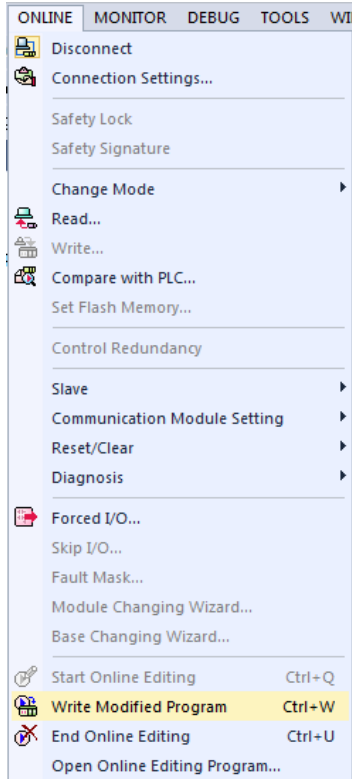 ONLINE MONITOR DEBUG TOOLS
Disconnect
Connection Settings...
Safety Lock
Safety Signature
Change Mode
Read...
Write...
Compare with PLC...
Set Flash Memory...
Control Redundancy
Slave
Communication Module Setting
Reset/Clear
Diagnosis
Forced I/O...
Skip I/O...
Fault Mask...
Module Changing Wizard...
Base Changing Wizard...
Start Online Editing Ctrl+Q
Write Modified Program Ctrl+W
End Online Editing Ctrl+U
Open Online Editing Program...